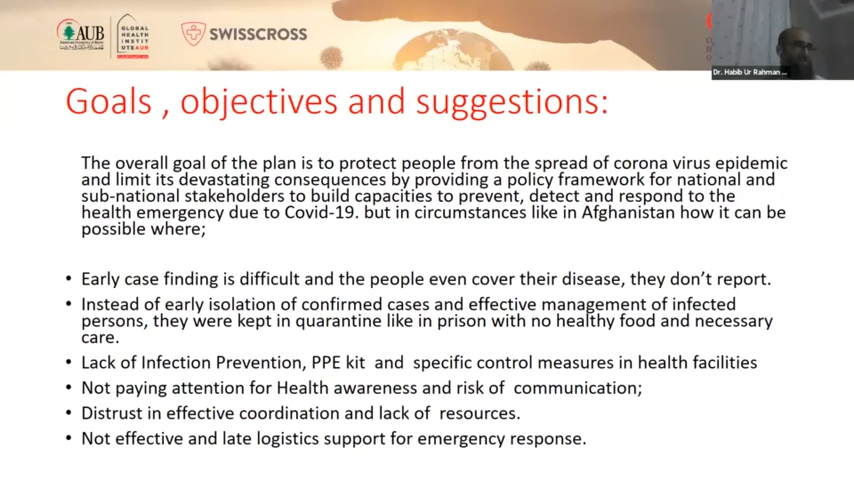 AUB
GLOBAL
HEALTH
INSTIT
UTE AUB
SWISSCROSS
Dr. Habib Ur Rahman ...
Goals , objectives and suggestions:
The overall goal of the plan is to protect people from the spread of corona virus epidemic
and limit its devastating consequences by providing a policy framework for national and
sub-national stakeholders to build capacities to prevent, detect and respond to the
health emergency due to Covid-19. but in circumstances like in Afghanistan how it can be
possible where;
• Early case finding is difficult and the people even cover their disease, they don't report.
• Instead of early isolation of confirmed cases and effective management of infected
persons, they were kept in quarantine like in prison with no healthy food and necessary
care.
• Lack of Infection Prevention, PPE kit and specific control measures in health facilities
• Not paying attention for Health awareness and risk of communication;
• Distrust in effective coordination and lack of resources.
• Not effective and late logistics support for emergency response.